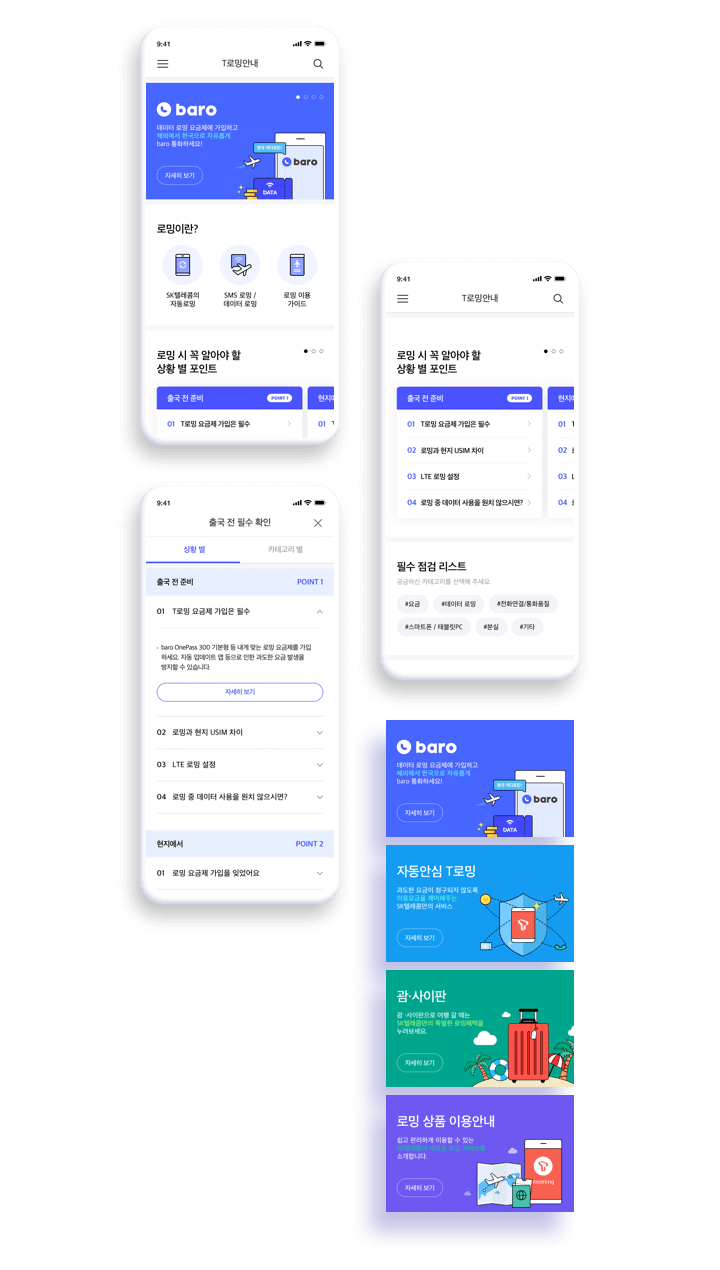 9:41
T로밍안내
baro
데이터 로밍 요금제에 가입하고
해외에서 한국으로 자유롭게
baro 통화하세요!
자세히 보기
baro
DATA
로밍이란?
SK텔레콤의
자동로밍
SMS 로밍 /
데이터 로밍
로밍 이용
가이드
로밍 시 꼭 알아야 할
상황 별 포인트
출국 전 준비
POINT 1
01 T로밍 요금제 가입은 필수
01
9:41
T로밍안내
로밍 시 꼭 알아야 할
상황 별 포인트
출국 전 준비
POINT 1
01 T로밍 요금제 가입은 필수
02 로밍과 현지 USIM 차이
03 LTE 로밍 설정
04 로밍 중 데이터 사용을 원치 않으시면?
01
02
03
04
필수 점검 리스트
궁금하신 카테고리를 선택해 주세요.
#요금
#데이터 로밍
#전화연결/통화품질
#스마트폰 / 태블릿PC
#분실
#기타
9:41
출국 전 필수 확인
상황 별
카테고리 별
출국 전 준비
POINT 1
01 T로밍 요금제 가입은 필수
- baro OnePass 300 기본형 등 내게 맞는 로밍 요금제를 가입
하세요. 자동 업데이트 앱 등으로 인한 과도한 요금 발생을
방지할 수 있습니다.
자세히 보기
02 로밍과 현지 USIM 차이
03 LTE 로밍 설정
04 로밍 중 데이터 사용을 원치 않으시면?
현지에서
POINT 2
01 로밍 요금제 가입을 잊었어요
baro
데이터 로밍 요금제에 가입하고
해외에서 한국으로 자유롭게
baro 통화하세요!
자세히 보기
baro
DATA
자동안심 T로밍
과도한 요금이 청구되지 않도록
이용요금을 제어해주는
SK텔레콤만의 서비스
자세히 보기
괌·사이판
괌 ·사이판으로 여행 갈 때는
SK텔레콤만의 특별한 로밍혜택을
누려보세요.
자세히 보기
로밍 상품 이용안내
쉽고 편리하게 이용할 수 있는
소개합니다.
자세히 보기